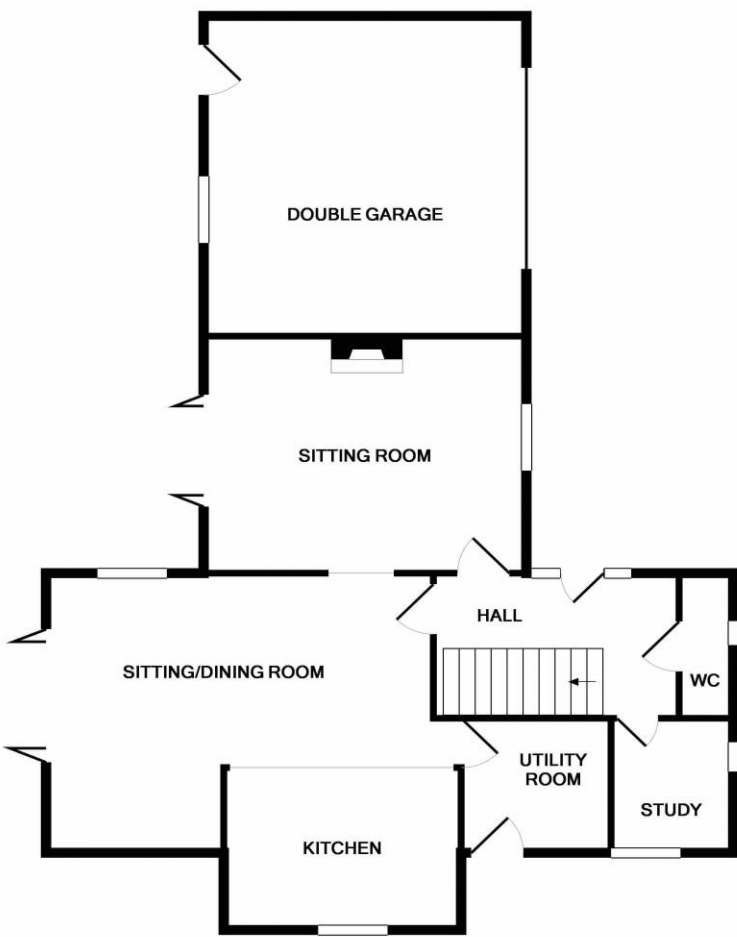 DOUBLE GARAGE
SITTING ROOM
HALL
SITTING/DINING ROOM
WC
UTILITY
ROOM
STUDY
KITCHEN